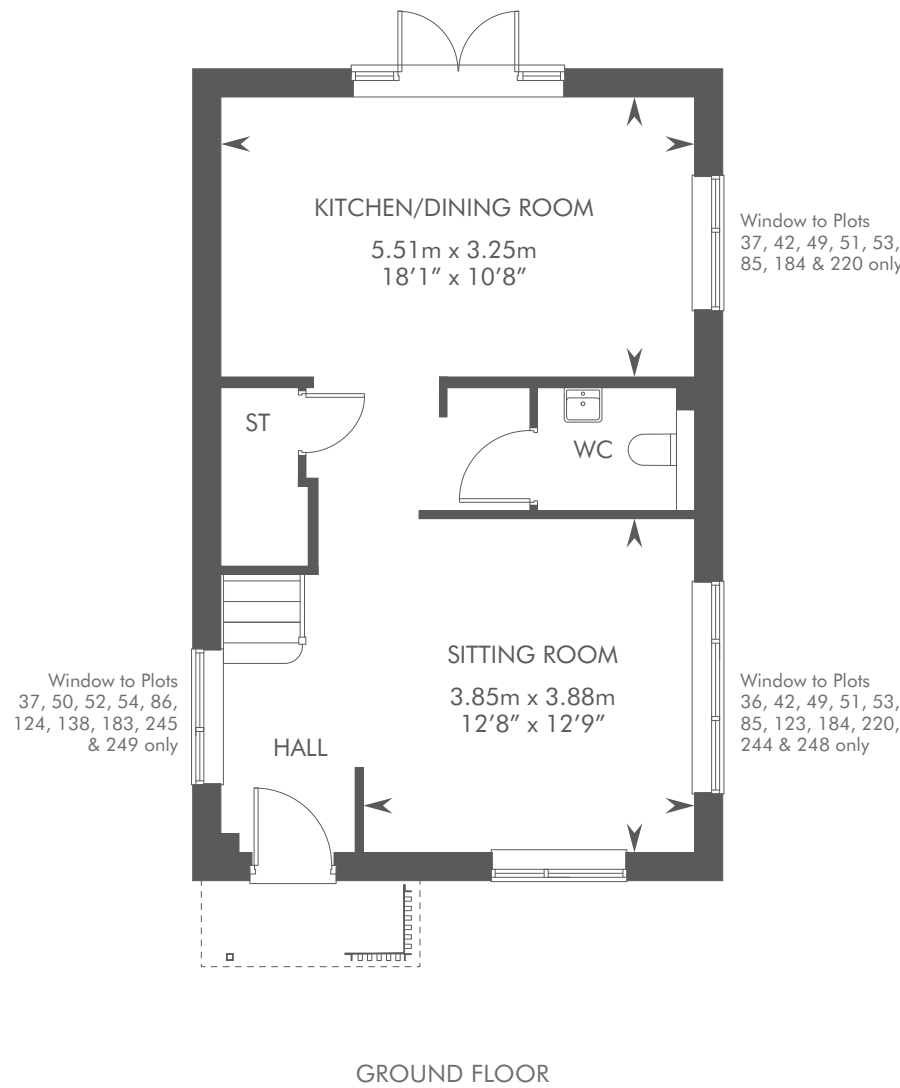 KITCHEN/DINING ROOM
5.51m x 3.25m
18'1" x 10'8"
Window to Plots
37, 42, 49, 51, 53,
85, 184 & 220 only
ST
WC
SITTING ROOM
3.85m x 3.88m
12'8" x 12'9"
Window to Plots
37, 50, 52, 54, 86,
124, 138, 183, 245
& 249 only
Window to Plots
36, 42, 49, 51, 53,
85, 123, 184, 220,
244 & 248 only
HALL
GROUND FLOOR